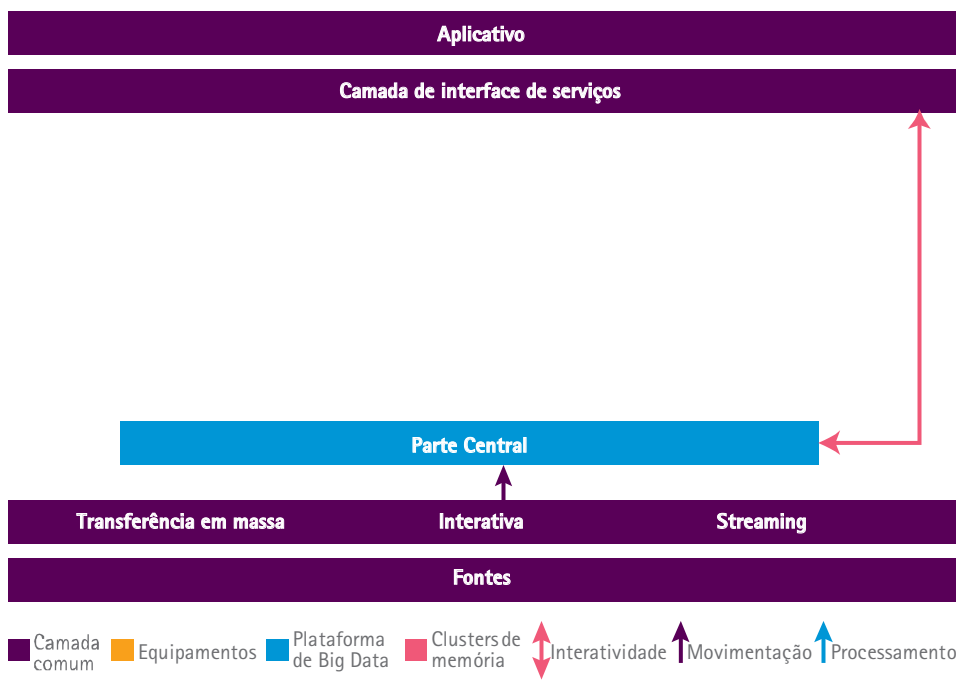 Aplicativo
Camada de interface de serviços
Parte Central
Transferência em massa Interativa Streaming
Fontes
Camada comum
Equipamentos
Plataforma de Big Data
Clusters de memória
Interatividade
Movimentação
Processamento